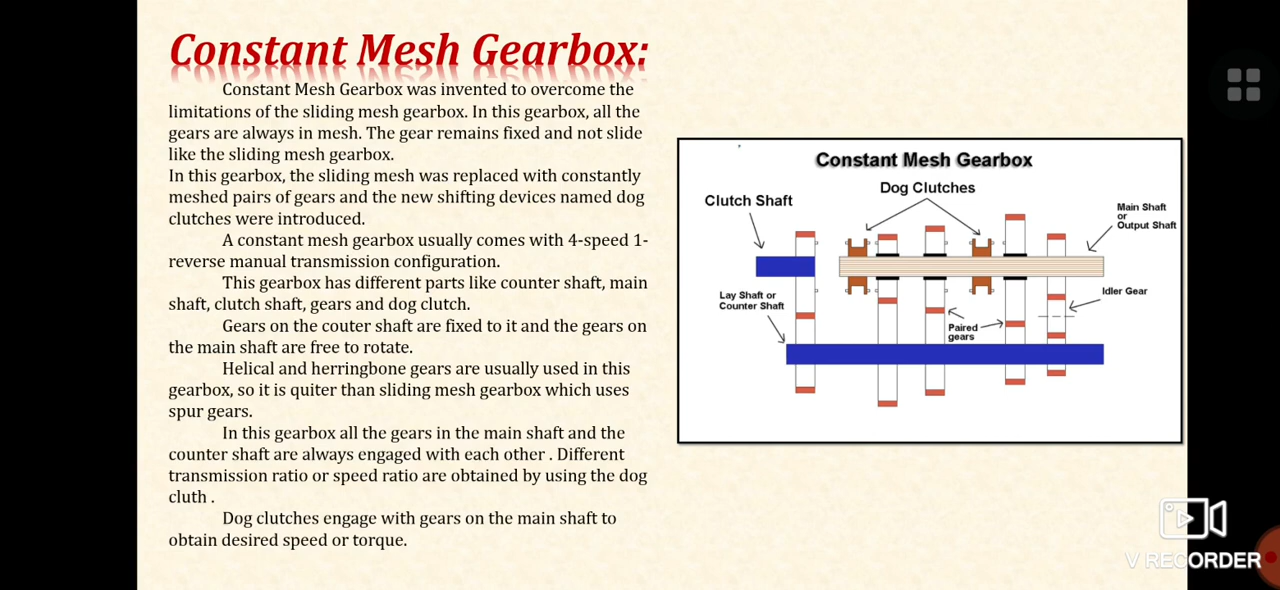 Constant Mesh Gearbox:
Constant Mesh Gearbox was invented to overcome the
limitations of the sliding mesh gearbox. In this gearbox, all the
gears are always in mesh. The gear remains fixed and not slide
like the sliding mesh gearbox.
In this gearbox, the sliding mesh was replaced with constantly
meshed pairs of gears and the new shifting devices named dog
clutches were introduced.
A constant mesh gearbox usually comes with 4-speed 1-
reverse manual transmission configuration.
This gearbox has different parts like counter shaft, main
shaft, clutch shaft, gears and dog clutch.
Gears on the couter shaft are fixed to it and the gears on
the main shaft are free to rotate.
Helical and herringbone gears are usually used in this
gearbox, so it is quiter than sliding mesh gearbox which uses
spur gears.
In this gearbox all the gears in the main shaft and the
counter shaft are always engaged with each other . Different
transmission ratio or speed ratio are obtained by using the dog
cluth .
Dog clutches engage with gears on the main shaft to
obtain desired speed or torque.
Constant Mesh Gearbox
Dog Clutches
Clutch Shaft
Main Shaft
or
Output Shaft
Lay Shaft or
Counter Shaft
Idler Gear
Paired
gears
V RECORDER